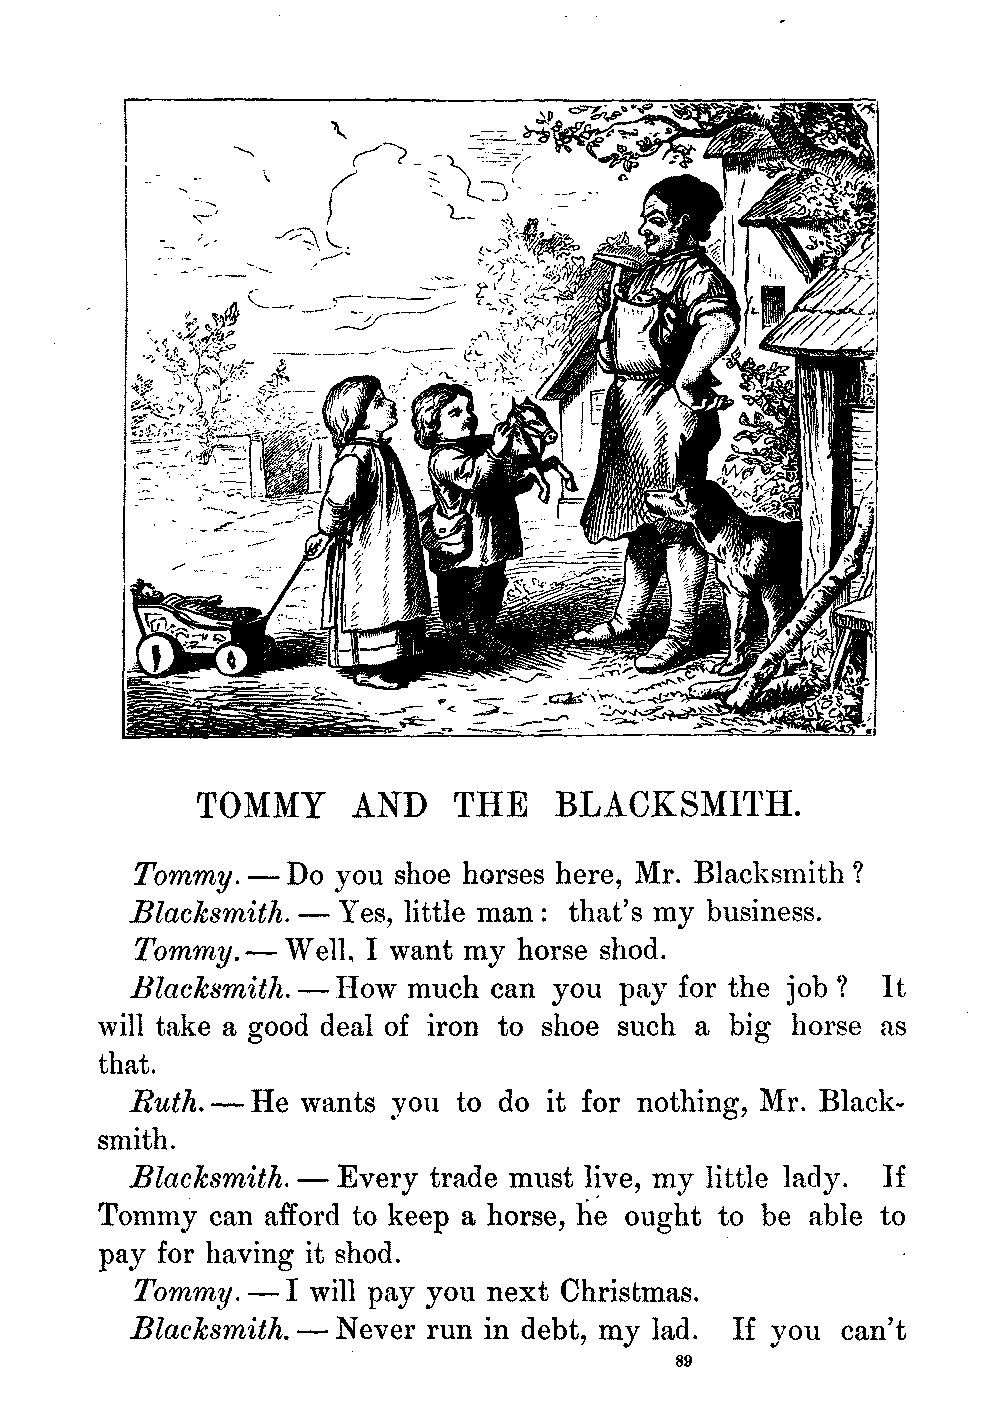 TOMMY AND THE BLACKSMITH.
Tommy. — Do you shoe horses here, Mr. Blacksmith ?
Blacksmith. — Yes, little man : that's my business.
Tommy. — Well, I want my horse shod.
Blacksmith. — How much can you pay for the job ? It
will take a good deal of iron to shoe such a big horse as
that.
Ruth. — He wants you to do it for nothing, Mr. Black-
smith.
Blacksmith. — Every trade must live, my little lady. If
Tommy can afford to keep a horse, he ought to be able to
pay for having it shod.
Tommy. — I will pay you next Christmas.
Blacksmith. — Never run in debt, my lad. If you can't
89